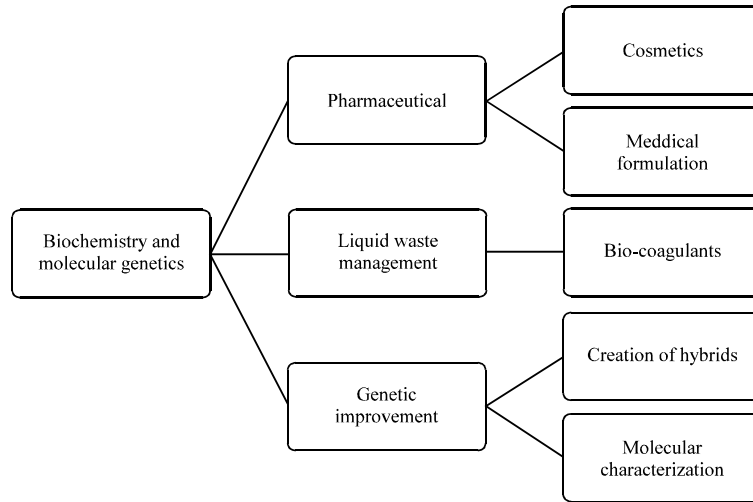 Biochemistry and
molecular genetics
Pharmaceutical
Cosmetics
Meddical
formulation
Liquid waste
management
Bio-coagulants
Genetic
improvement
Creation of hybrids
Molecular
characterization